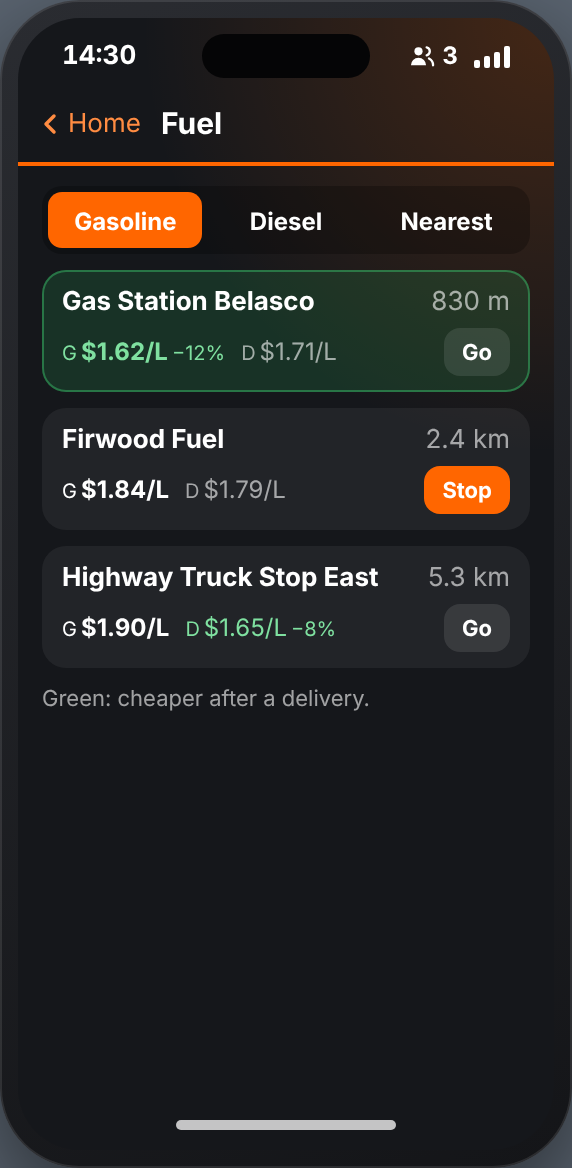 14:30 3
Home Fuel
Gasoline Diesel Nearest
Gas Station Belasco 830 m
G $1.62/L −12% D $1.71/L Go
Firwood Fuel 2.4 km
G $1.84/L D $1.79/L Stop
Highway Truck Stop East 5.3 km
G $1.90/L D $1.65/L −8% Go
Green: cheaper after a delivery.